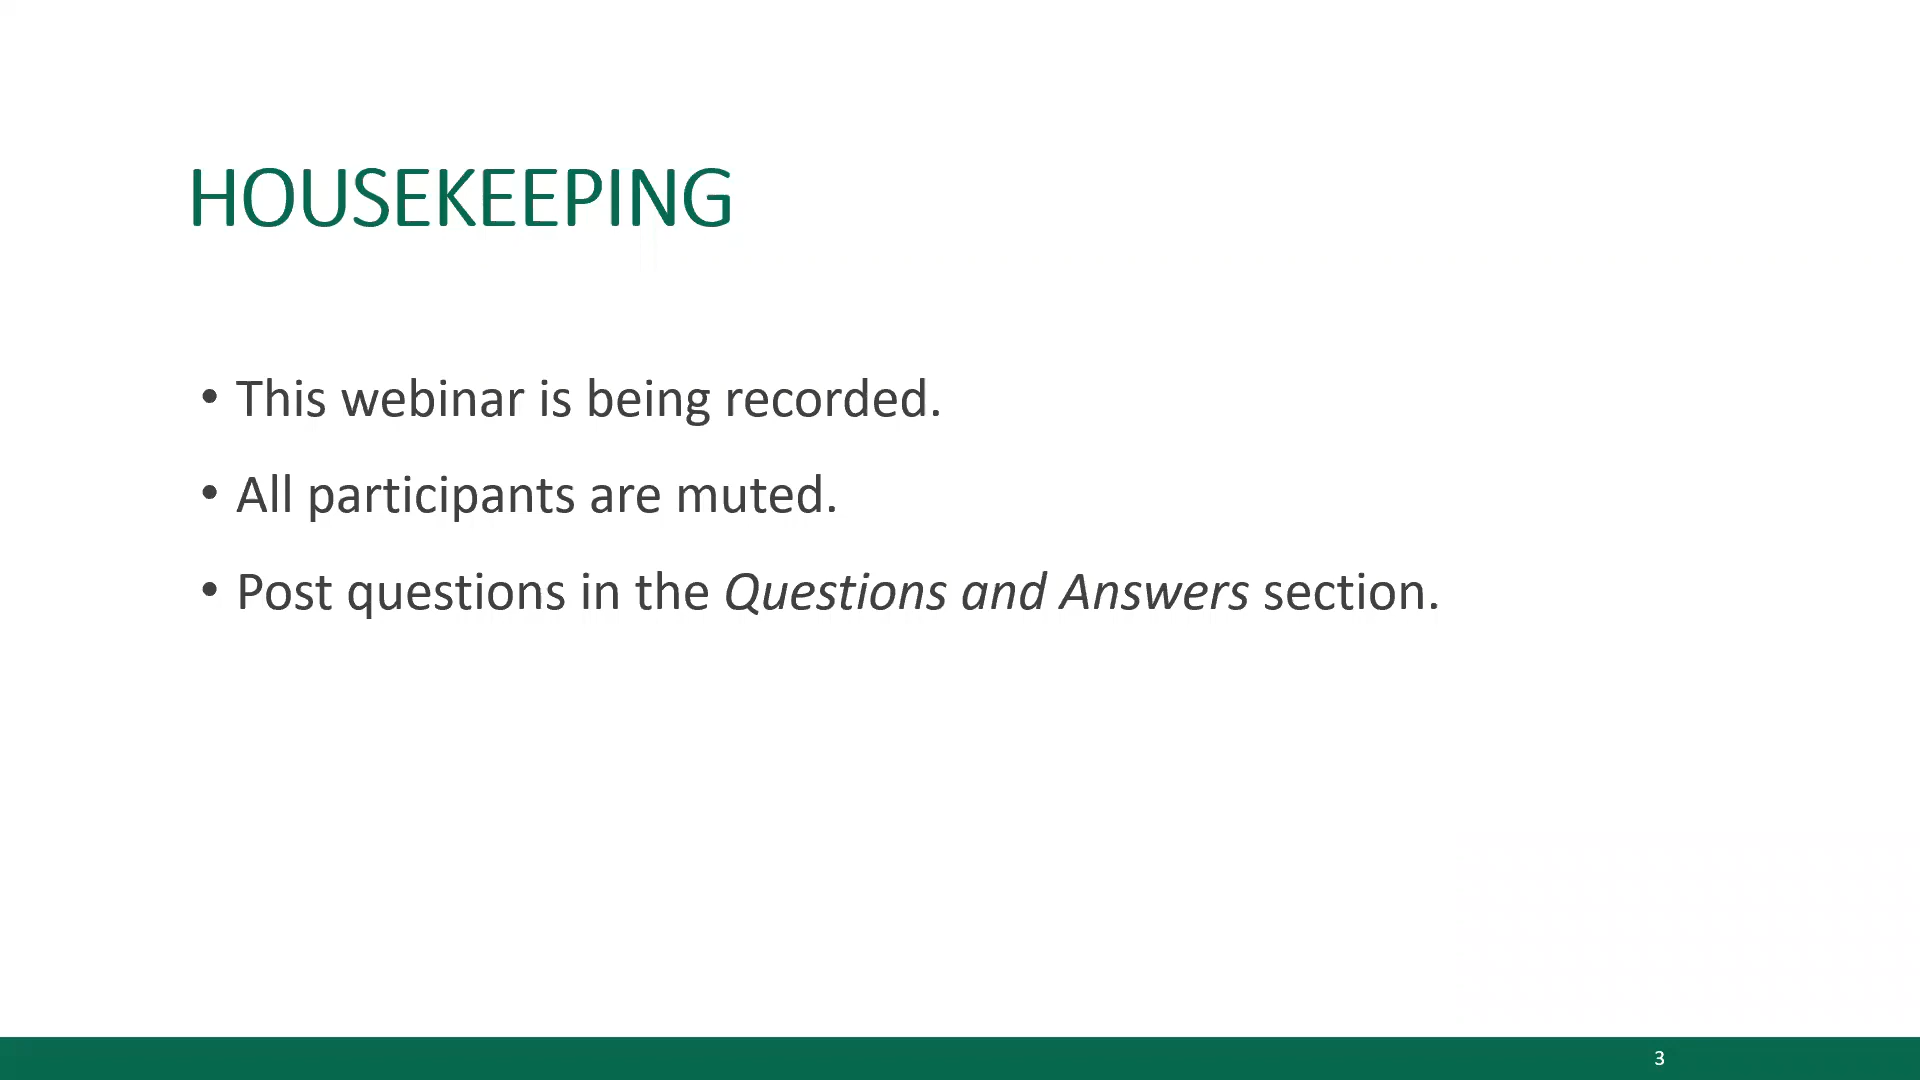 HOUSEKEEPING
• This webinar is being recorded.
• All participants are muted.
• Post questions in the Questions and Answers section.
3